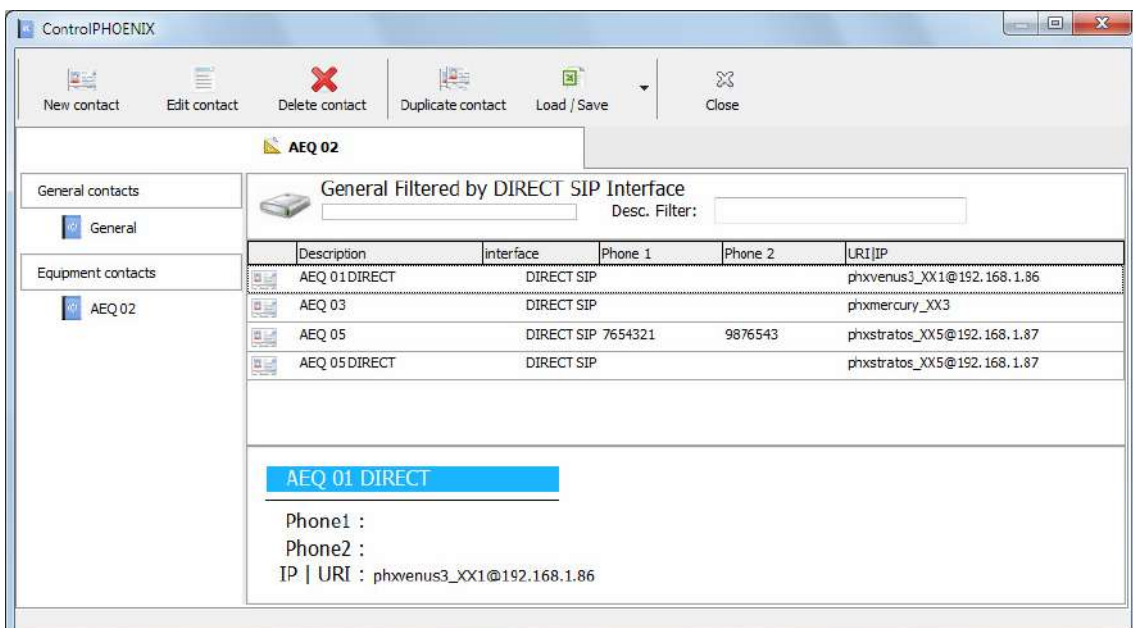 ControlPHOENIX
New contact Edit contact Delete contact Duplicate contact Load / Save Close
AEQ 02
General contacts
General
Equipment contacts
AEQ 02
General Filtered by DIRECT SIP Interface
Desc. Filter:
Description interface Phone 1 Phone 2 URI|IP
AEQ 01 DIRECT DIRECT SIP phxvenus3_XX1@192.168.1.86
AEQ 03 DIRECT SIP phxmercury_XX3
AEQ 05 DIRECT SIP 7654321 9876543 phxstratos_XX5@192.168.1.87
AEQ 05 DIRECT DIRECT SIP phxstratos_XX5@192.168.1.87
AEQ 01 DIRECT
Phone1 :
Phone2 :
IP | URI : phxvenus3_XX1@192.168.1.86